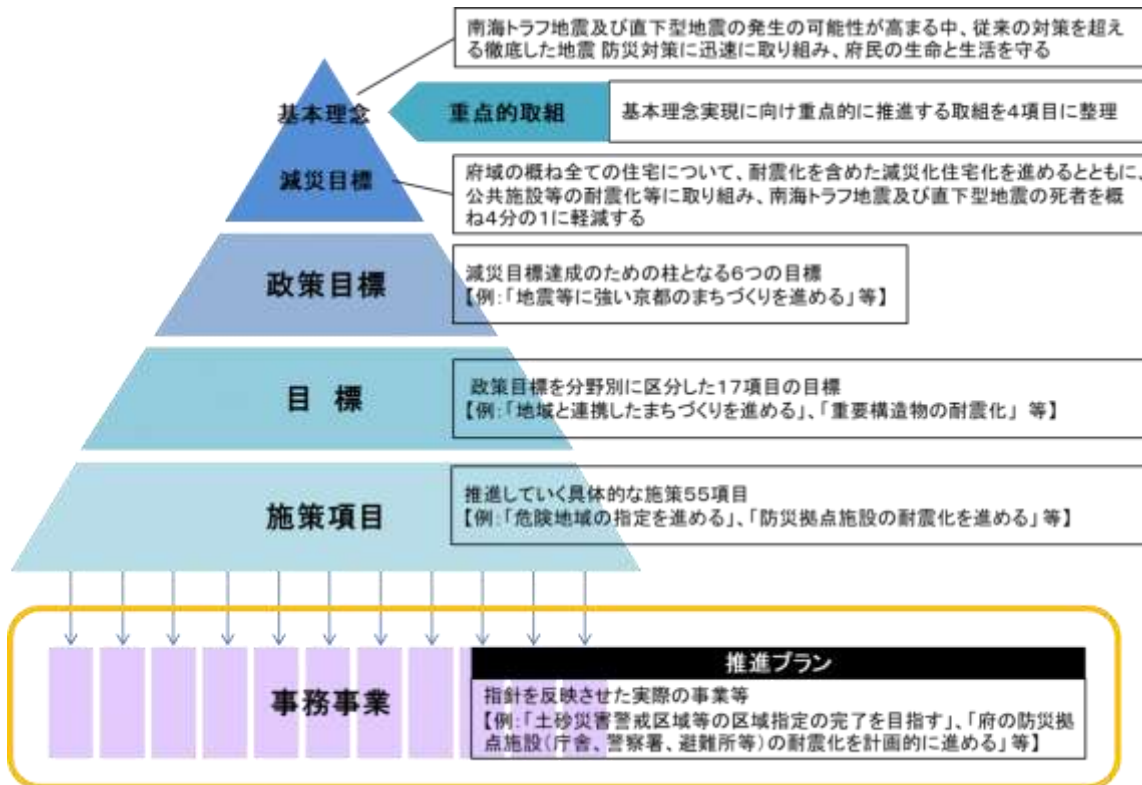 南海トラフ地震及び直下型地震の発生の可能性が高まる中、従来の対策を超え
る徹底した地震 防災対策に迅速に取り組み、府民の生命と生活を守る
基本理念
重点的取組
基本理念実現に向け重点的に推進する取組を4項目に整理
減災目標
府域の概ね全ての住宅について、耐震化を含めた減災化住宅化を進めるとともに、
公共施設等の耐震化等に取り組み、南海トラフ地震及び直下型地震の死者を概
ね4分の1に軽減する
政策目標
減災目標達成のための柱となる6つの目標
【例:「地震等に強い京都のまちづくりを進める」等】
目 標
政策目標を分野別に区分した17項目の目標
【例:「地域と連携したまちづくりを進める」、「重要構造物の耐震化」 等】
施策項目
推進していく具体的な施策55項目
【例:「危険地域の指定を進める」、「防災拠点施設の耐震化を進める」等】
事務事業
推進プラン
指針を反映させた実際の事業等
【例:「土砂災害警戒区域等の区域指定の完了を目指す」、「府の防災拠
点施設(庁舎、警察署、避難所等)の耐震化を計画的に進める」等】